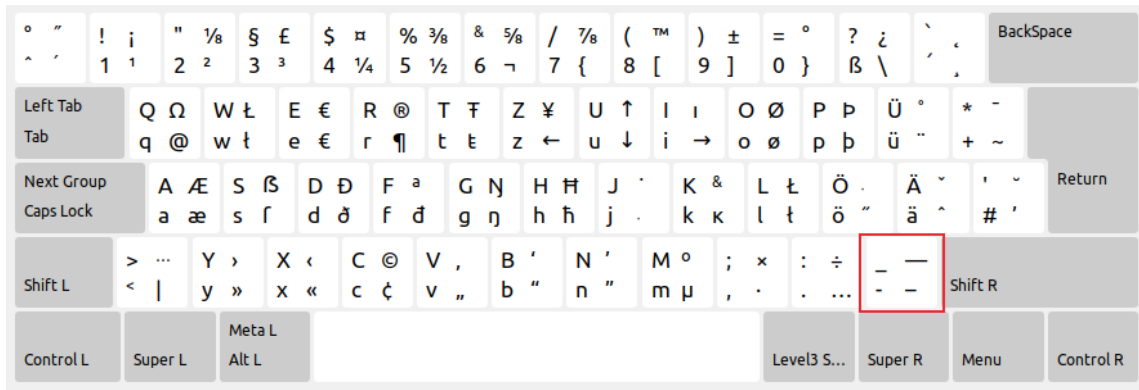 ° ″ ! ¡ " ⅛ § £ $ ¤ % ⅜ & ⅝ / ⅞ ( ™ ) ± = ° ? ¿ ` ˛ BackSpace
^ ′ 1 ¹ 2 ² 3 ³ 4 ¼ 5 ½ 6 ¬ 7 { 8 [ 9 ] 0 } ß \ ´ ¸
Left Tab Q Ω W Ł E € R ® T Ŧ Z ¥ U ↑ I ı O Ø P Þ Ü ° * ¯
Tab q @ w ł e € r ¶ t ŧ z ← u ↓ i → o ø p þ ü ¨ + ~
Next Group A Æ S ẞ D Ð F ª G Ŋ H Ħ J ˙ K & L Ł Ö . Ä ˇ ' ˘ Return
Caps Lock a æ s ſ d ð f đ g ŋ h ħ j . k ĸ l ł ö ˝ ä ^ # ’
> … Y › X ‹ C © V ‚ B ‘ N ’ M º ; × : ÷ _ —
Shift L < | y » x « c ¢ v „ b “ n ” m µ , · . … - – Shift R
Meta L
Control L Super L Alt L Level3 S... Super R Menu Control R